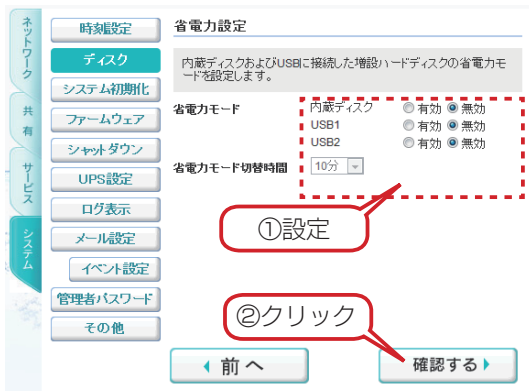 ネットワーク
共有
サービス
システム
時刻設定
ディスク
システム初期化
ファームウェア
シャットダウン
UPS設定
ログ表示
メール設定
イベント設定
管理者パスワード
その他
省電力設定
内蔵ディスクおよびUSBに接続した増設ハードディスクの省電力モ
ードを設定します。
省電力モード 内蔵ディスク 有効 無効
USB1 有効 無効
USB2 有効 無効
省電力モード切替時間 10分
①設定
②クリック
前へ
確認する